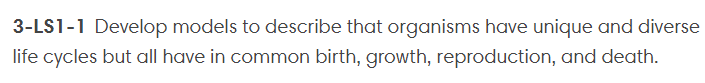 3-LS1-1 Develop models to describe that organisms have unique and diverse
life cycles but all have in common birth, growth, reproduction, and death.